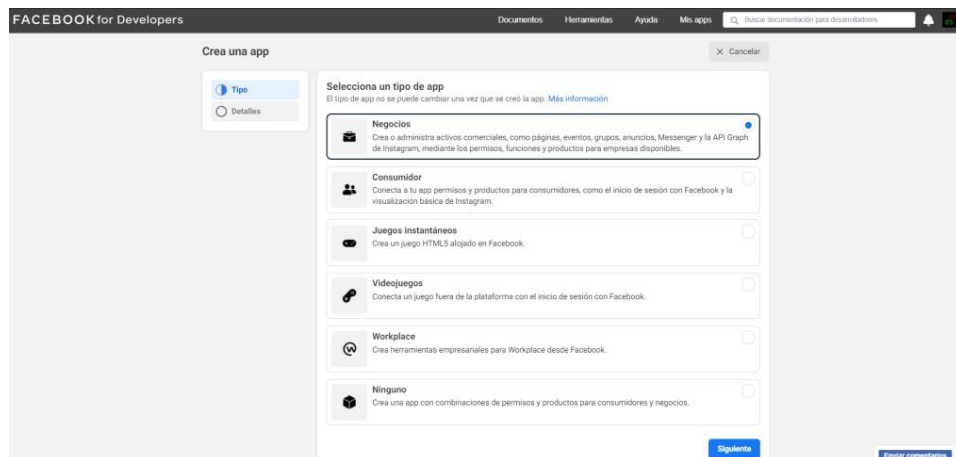 FACEBOOK for Developers
Documentos Herramientas Ayuda Mis apps Buscar documentación para desarrolladores
Crea una app
Cancelar
Tipo
Detalles
Selecciona un tipo de app
El tipo de app no se puede cambiar una vez que se creó la app. Más información
Negocios
Crea o administra activos comerciales, como páginas, eventos, grupos, anuncios, Messenger y la API Graph
de Instagram, mediante los permisos, funciones y productos para empresas disponibles.
Consumidor
Conecta a tu app permisos y productos para consumidores, como el inicio de sesión con Facebook y la
visualización básica de Instagram.
Juegos instantáneos
Crea un juego HTML5 alojado en Facebook.
Videojuegos
Conecta un juego fuera de la plataforma con el inicio de sesión con Facebook.
Workplace
Crea herramientas empresariales para Workplace desde Facebook.
Ninguno
Crea una app con combinaciones de permisos y productos para consumidores y negocios.
Siguiente
Enviar comentarios